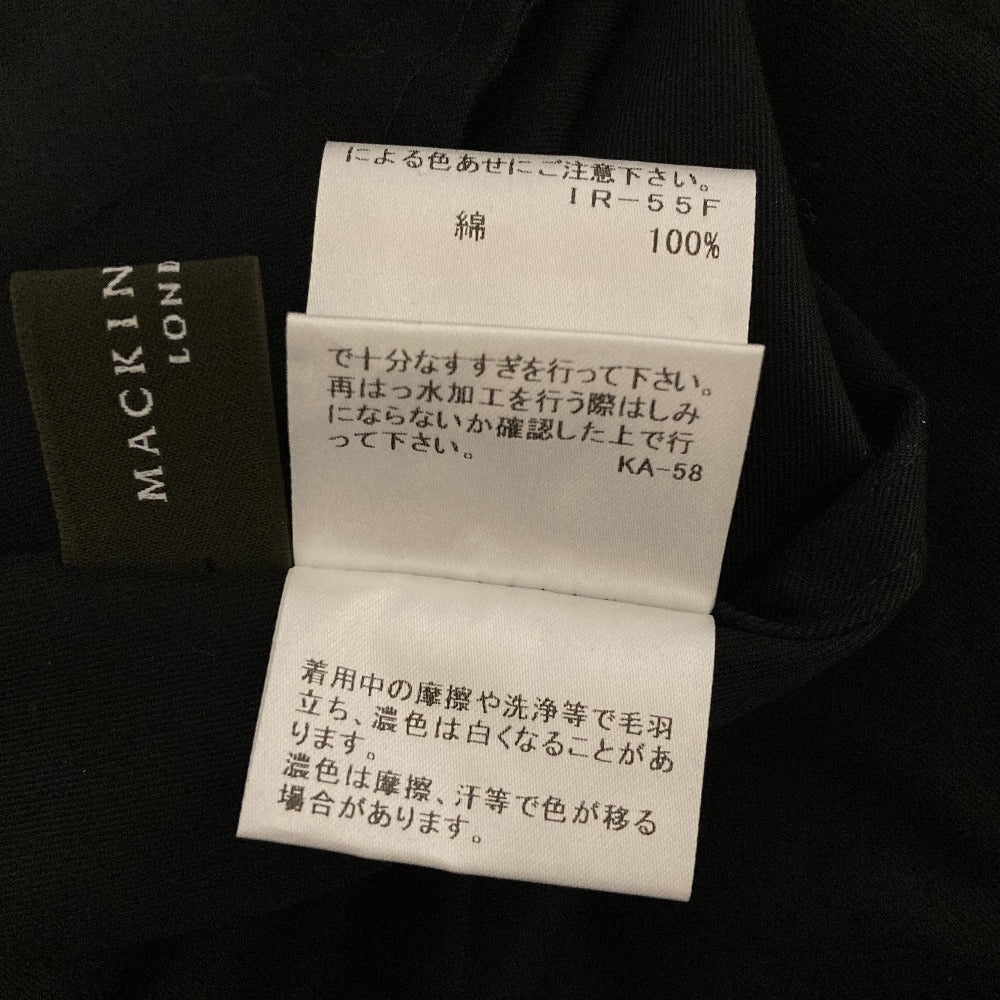 による色あせにご注意下さい。
IR-55F
綿 100%
MACKIN
LOND
で十分なすすぎを行って下さい。
再はっ水加工を行う際はしみ
にならないか確認した上で行
って下さい。 KA-58
着用中の摩擦や洗浄等で毛羽
立ち、濃色は白くなることがあ
ります。
濃色は摩擦、汗等で色が移る
場合があります。